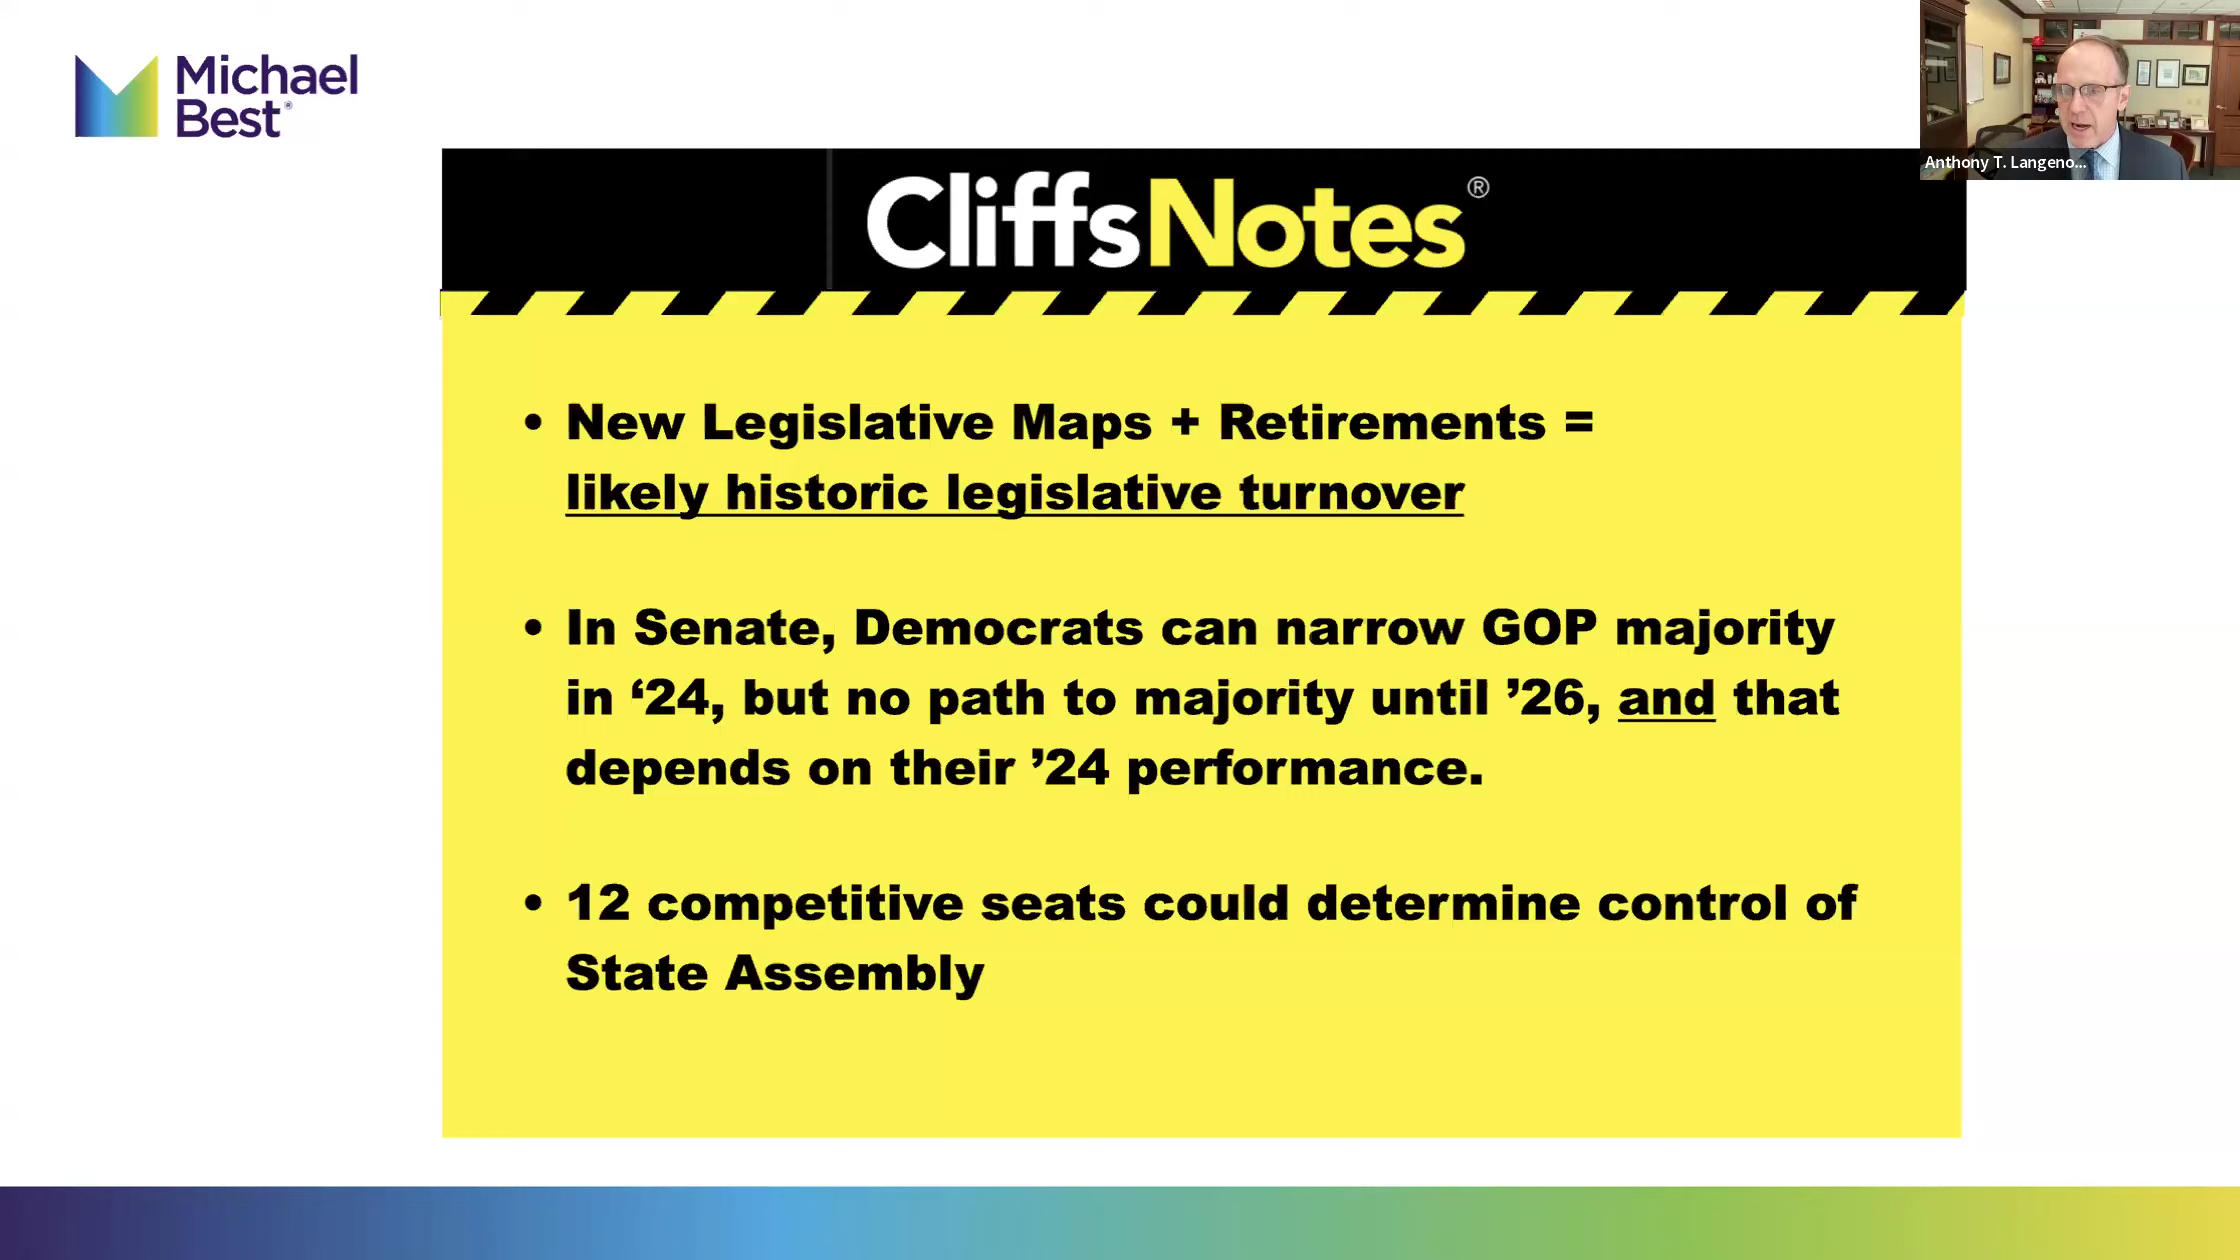 Michael
Best®
Anthony T. Langeno...
CliffsNotes®
• New Legislative Maps + Retirements =
likely historic legislative turnover
• In Senate, Democrats can narrow GOP majority
in ‘24, but no path to majority until ’26, and that
depends on their ’24 performance.
• 12 competitive seats could determine control of
State Assembly